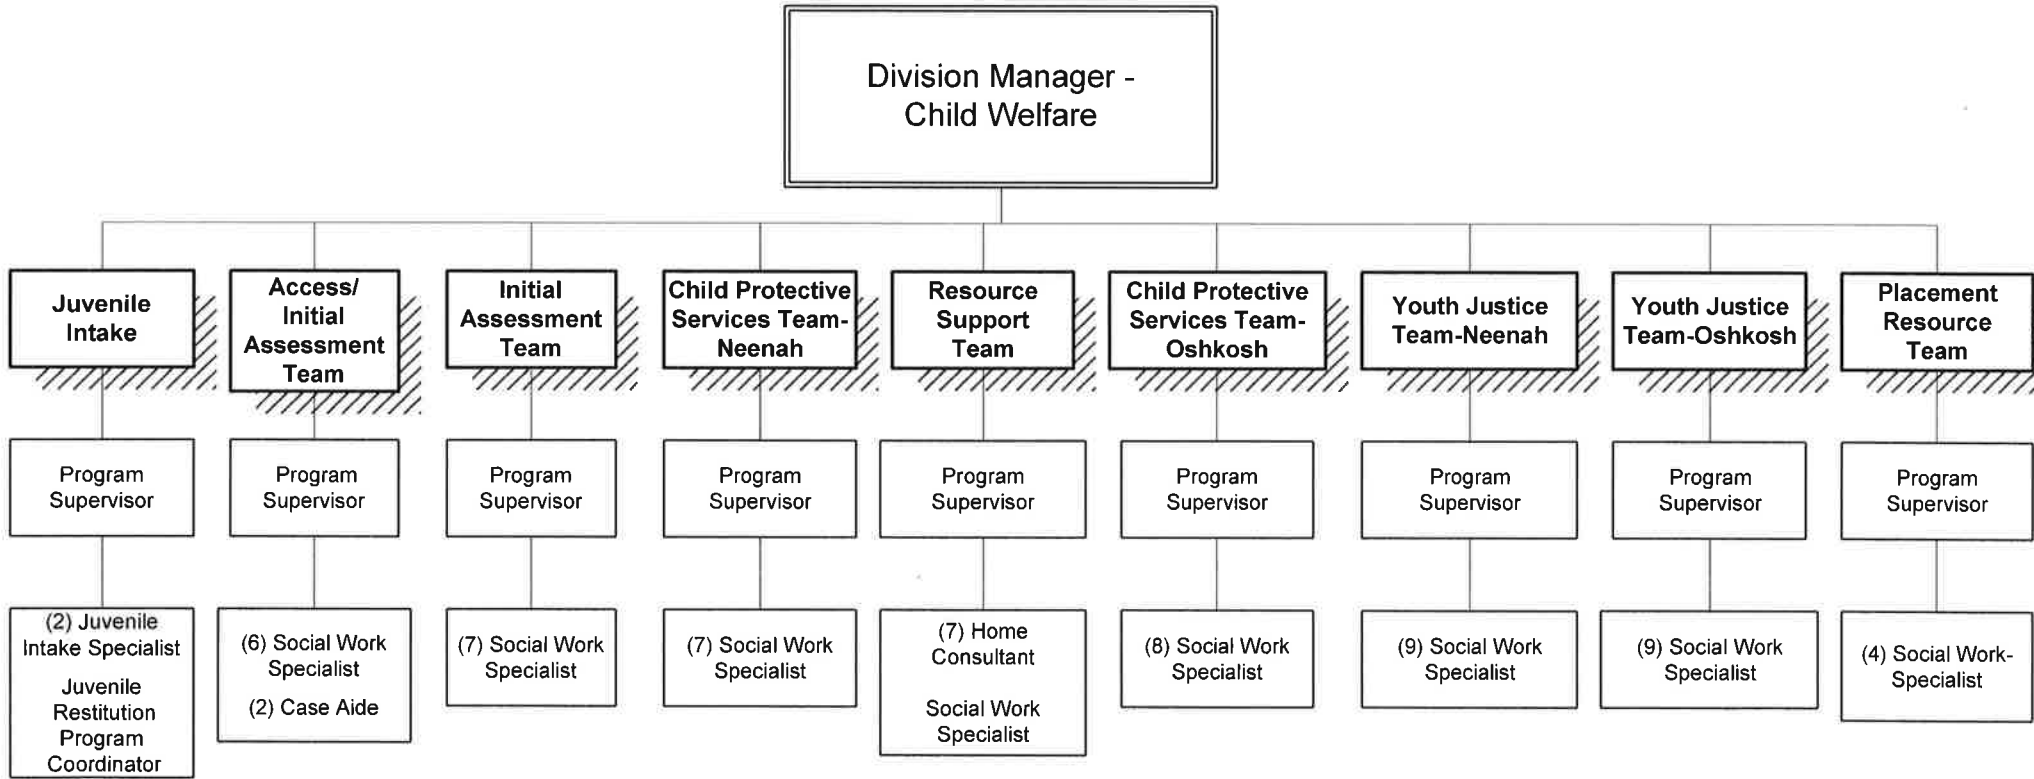 Division Manager -
Child Welfare
Juvenile
Intake
Access/
Initial
Assessment
Team
Initial
Assessment
Team
Child Protective
Services Team-
Neenah
Resource
Support
Team
Child Protective
Services Team-
Oshkosh
Youth Justice
Team-Neenah
Youth Justice
Team-Oshkosh
Placement
Resource
Team
Program
Supervisor
Program
Supervisor
Program
Supervisor
Program
Supervisor
Program
Supervisor
Program
Supervisor
Program
Supervisor
Program
Supervisor
Program
Supervisor
(2) Juvenile
Intake Specialist
Juvenile
Restitution
Program
Coordinator
(6) Social Work
Specialist
(2) Case Aide
(7) Social Work
Specialist
(7) Social Work
Specialist
(7) Home
Consultant
Social Work
Specialist
(8) Social Work
Specialist
(9) Social Work
Specialist
(9) Social Work
Specialist
(4) Social Work-
Specialist